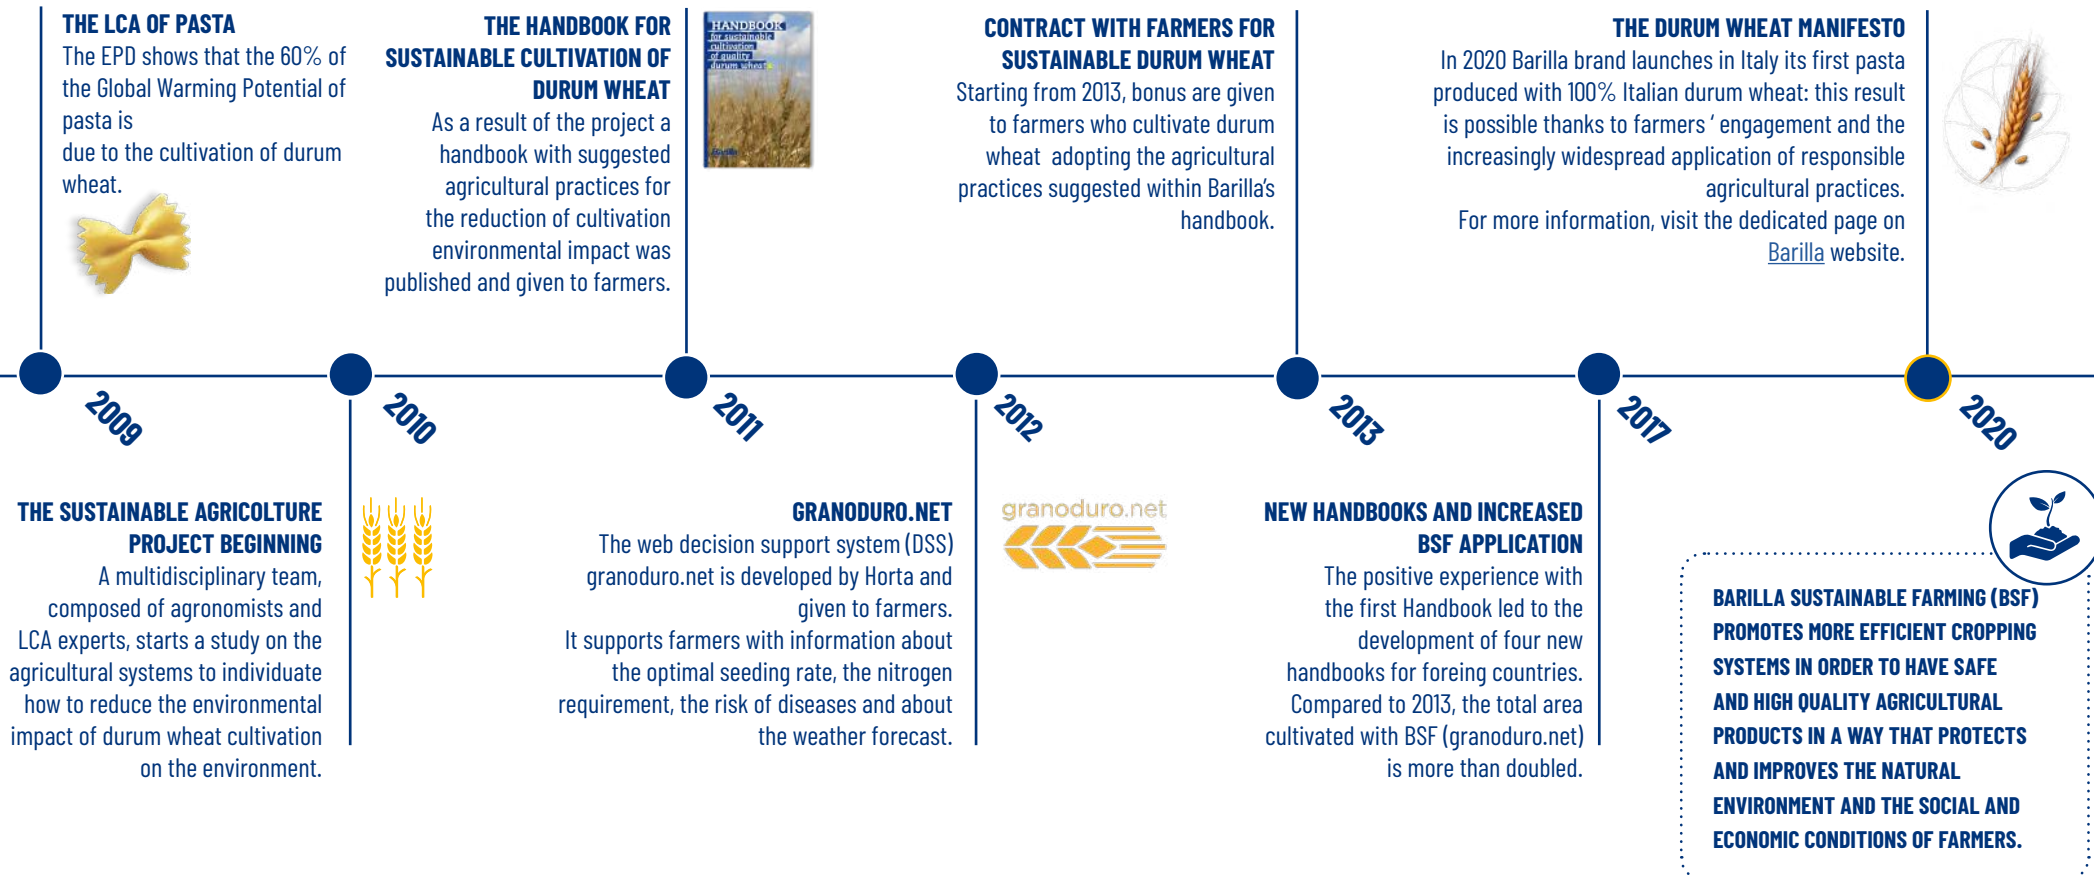 THE LCA OF PASTA
The EPD shows that the 60% of
the Global Warming Potential of
pasta is
due to the cultivation of durum
wheat.
2009
THE SUSTAINABLE AGRICOLTURE
PROJECT BEGINNING
A multidisciplinary team,
composed of agronomists and
LCA experts, starts a study on the
agricultural systems to individuate
how to reduce the environmental
impact of durum wheat cultivation
on the environment.
2010
THE HANDBOOK FOR
SUSTAINABLE CULTIVATION OF
DURUM WHEAT
As a result of the project a
handbook with suggested
agricultural practices for
the reduction of cultivation
environmental impact was
published and given to farmers.
HANDBOOK
for sustainable
cultivation
of quality
durum wheat
2011
GRANODURO.NET
The web decision support system (DSS)
granoduro.net is developed by Horta and
given to farmers.
It supports farmers with information about
the optimal seeding rate, the nitrogen
requirement, the risk of diseases and about
the weather forecast.
granoduro.net
2012
CONTRACT WITH FARMERS FOR
SUSTAINABLE DURUM WHEAT
Starting from 2013, bonus are given
to farmers who cultivate durum
wheat adopting the agricultural
practices suggested within Barilla's
handbook.
2013
NEW HANDBOOKS AND INCREASED
BSF APPLICATION
The positive experience with
the first Handbook led to the
development of four new
handbooks for foreing countries.
Compared to 2013, the total area
cultivated with BSF (granoduro.net)
is more than doubled.
2017
THE DURUM WHEAT MANIFESTO
In 2020 Barilla brand launches in Italy its first pasta
produced with 100% Italian durum wheat: this result
is possible thanks to farmers ‘ engagement and the
increasingly widespread application of responsible
agricultural practices.
For more information, visit the dedicated page on
Barilla website.
2020
BARILLA SUSTAINABLE FARMING (BSF)
PROMOTES MORE EFFICIENT CROPPING
SYSTEMS IN ORDER TO HAVE SAFE
AND HIGH QUALITY AGRICULTURAL
PRODUCTS IN A WAY THAT PROTECTS
AND IMPROVES THE NATURAL
ENVIRONMENT AND THE SOCIAL AND
ECONOMIC CONDITIONS OF FARMERS.